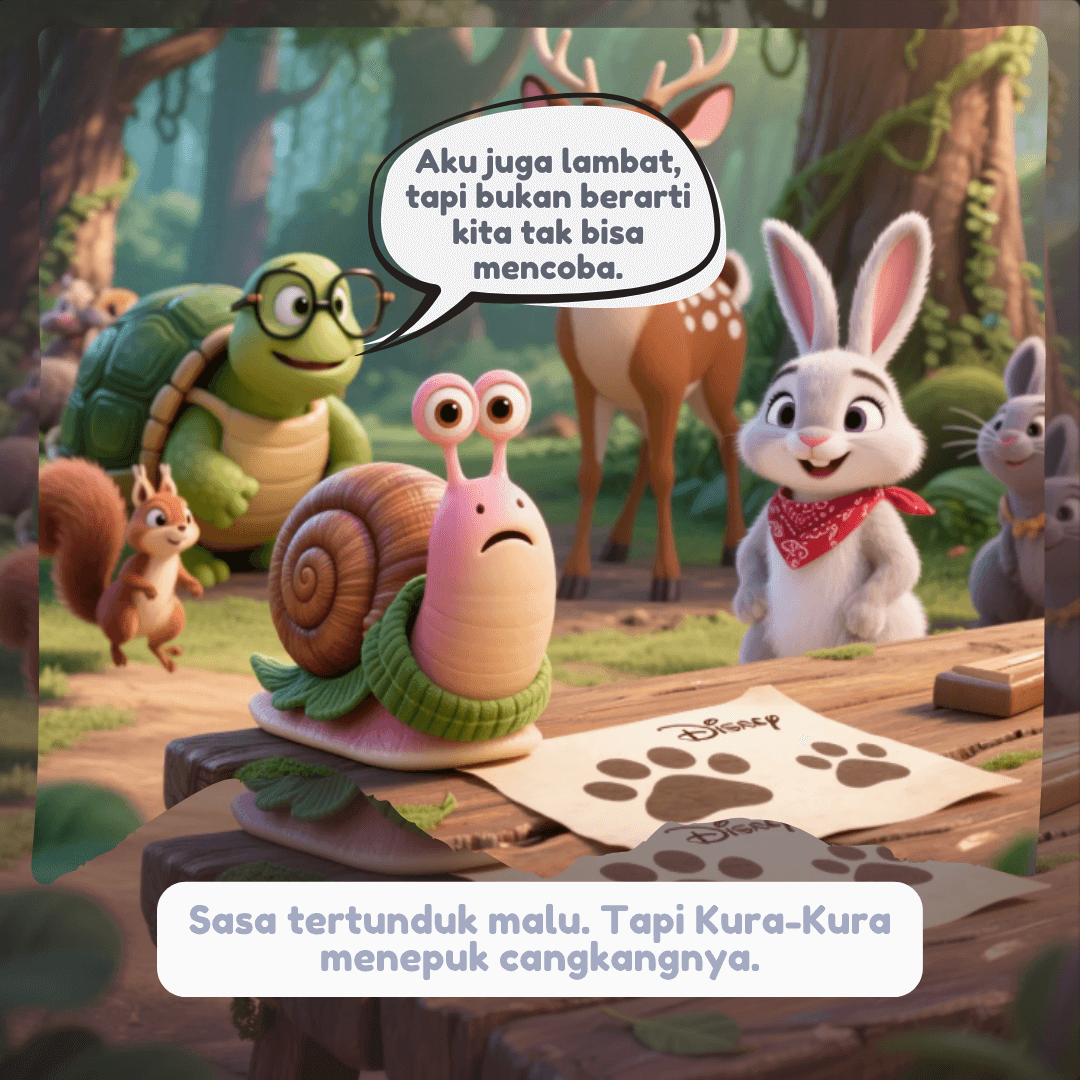 Aku juga lambat,
tapi bukan berarti
kita tak bisa
mencoba.
Disney
Sasa tertunduk malu. Tapi Kura-Kura
menepuk cangkangnya.